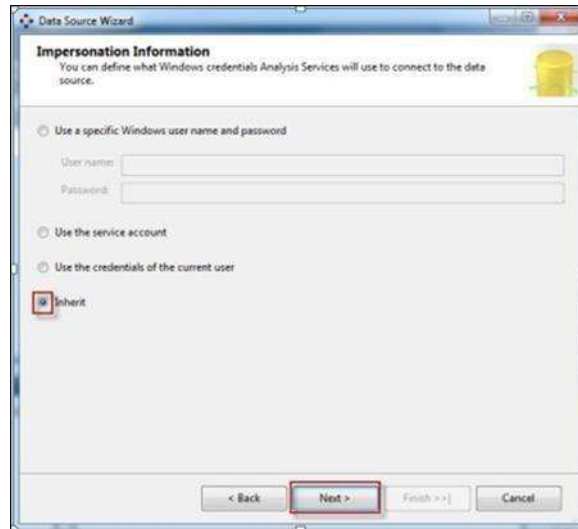 Data Source Wizard
Impersonation Information
You can define what Windows credentials Analysis Services will use to connect to the data
source.
Use a specific Windows user name and password
User name:
Password:
Use the service account
Use the credentials of the current user
Inherit
< Back
Next >
Finish >>|
Cancel